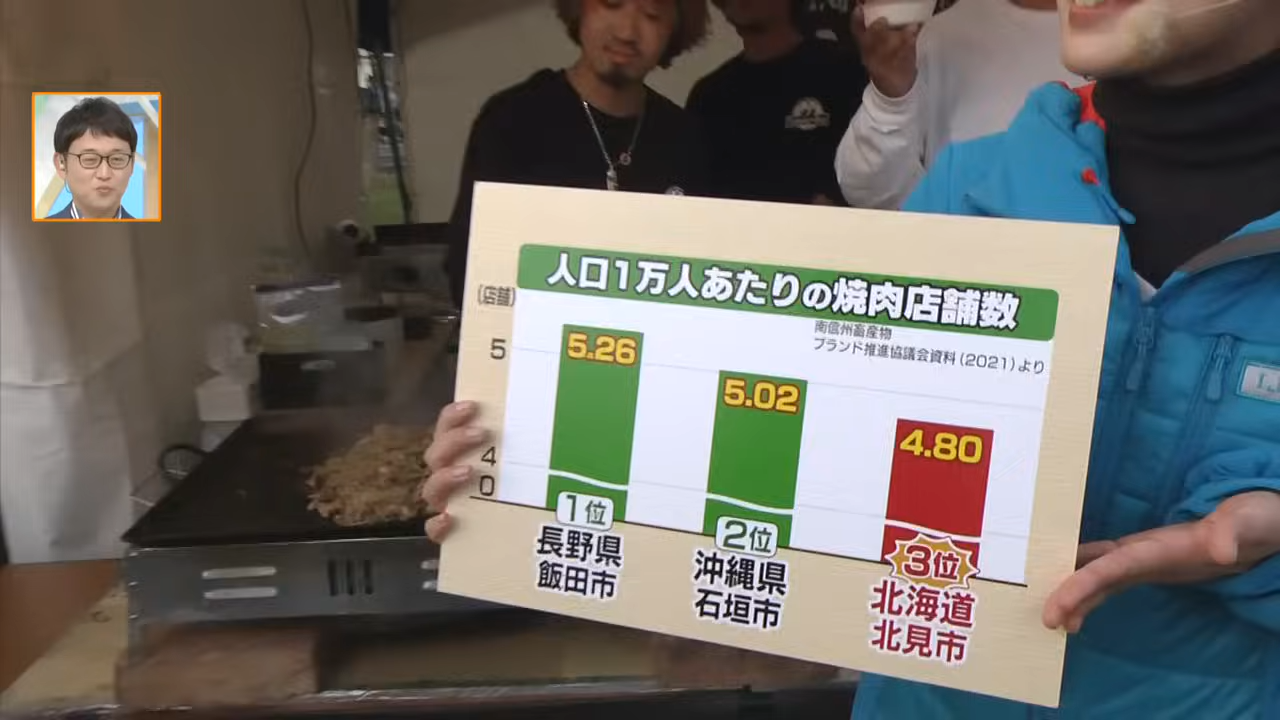 人口1万人あたりの焼肉店舗数
(店舗)
南信州畜産物
ブランド推進協議会資料(2021)より
5
4
0
5.26
5.02
4.80
1位
長野県
飯田市
2位
沖縄県
石垣市
3位
北海道
北見市